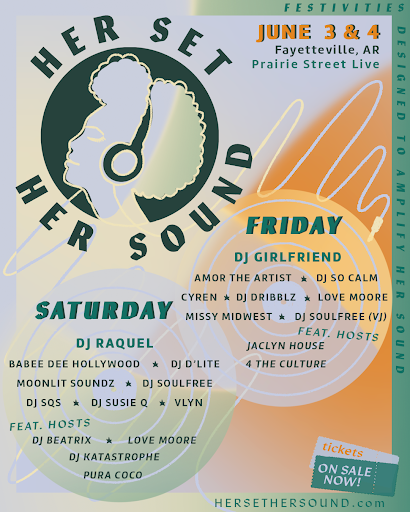 FESTIVITIES
DESIGNED TO AMPLIFY HER SOUND
HER SET
HER SOUND
JUNE 3 & 4
Fayetteville, AR
Prairie Street Live
FRIDAY
DJ GIRLFRIEND
AMOR THE ARTIST ★ DJ SO CALM
CYREN ★ DJ DRIBBLZ ★ LOVE MOORE
MISSY MIDWEST ★ DJ SOULFREE (VJ)
FEAT. HOSTS
JACLYN HOUSE
4 THE CULTURE
SATURDAY
DJ RAQUEL
BABEE DEE HOLLYWOOD ★ DJ D'LITE
MOONLIT SOUNDZ ★ DJ SOULFREE
DJ SQS ★ DJ SUSIE Q ★ VLYN
FEAT. HOSTS
DJ BEATRIX ★ LOVE MOORE
DJ KATASTROPHE
PURA COCO
tickets
ON SALE
NOW!
HERSETHERSOUND.com